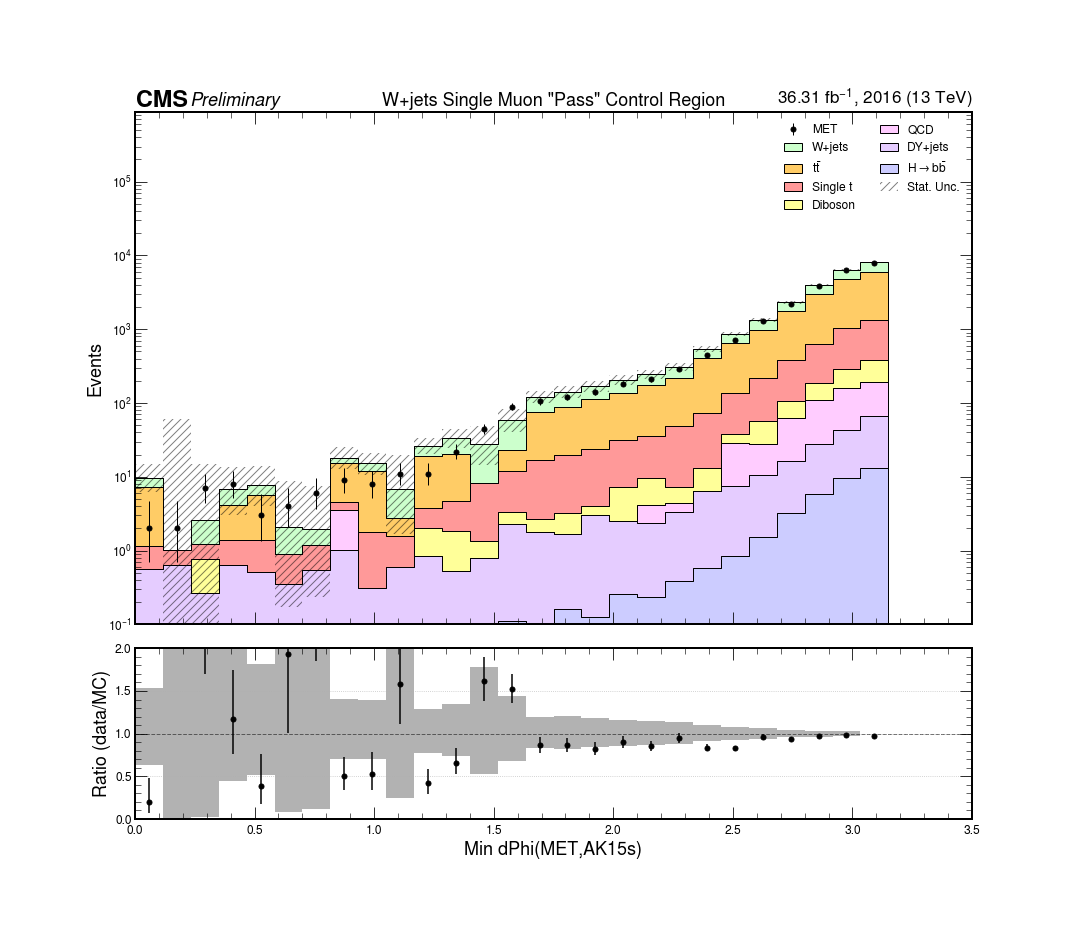 CMS Preliminary W+jets Single Muon "Pass" Control Region 36.31 fb⁻¹, 2016 (13 TeV)
MET QCD
W+jets DY+jets
tt̄ H→bb̄
Single t Stat. Unc.
Diboson
Events
10⁵
10⁴
10³
10²
10¹
10⁰
10⁻¹
Ratio (data/MC)
2.0
1.5
1.0
0.5
0.0
0.0 0.5 1.0 1.5 2.0 2.5 3.0 3.5
Min dPhi(MET,AK15s)